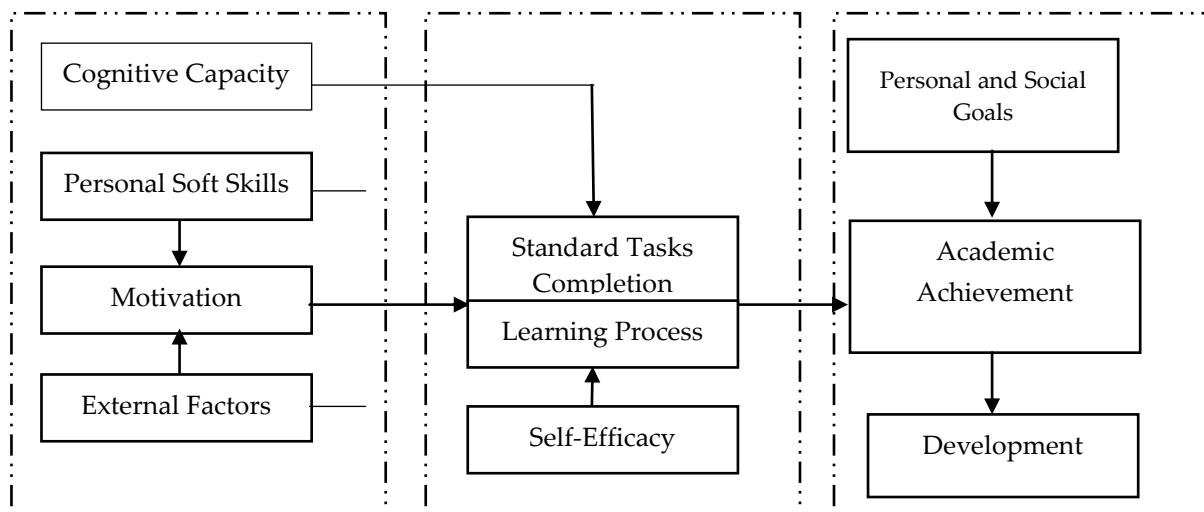 Cognitive Capacity
Personal Soft Skills
Motivation
External Factors
Standard Tasks
Completion
Learning Process
Self-Efficacy
Personal and Social
Goals
Academic
Achievement
Development